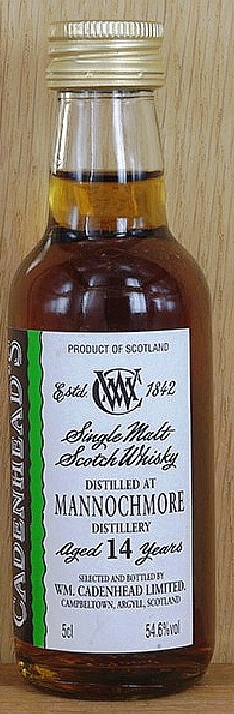 CADENHEAD'S
PRODUCT OF SCOTLAND
Estd. WMC 1842
Single Malt
Scotch Whisky
DISTILLED AT
MANNOCHMORE
DISTILLERY
Aged 14 Years
SELECTED AND BOTTLED BY
WM. CADENHEAD LIMITED.
CAMPBELTOWN, ARGYLL, SCOTLAND
5cl 54.6%vol